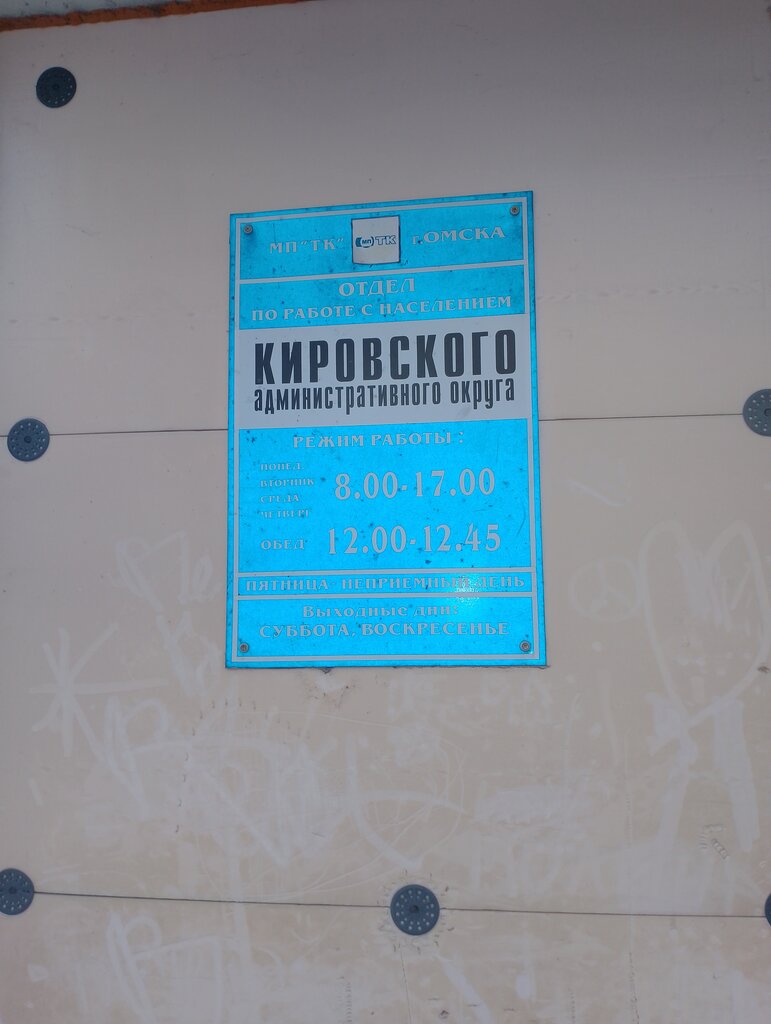 МП "ТК" МП ТК г.ОМСКА
ОТДЕЛ
ПО РАБОТЕ С НАСЕЛЕНИЕМ
КИРОВСКОГО
административного округа
РЕЖИМ РАБОТЫ:
ПОНЕД.
ВТОРНИК
СРЕДА
ЧЕТВЕРГ
8.00-17.00
ОБЕД 12.00-12.45
ПЯТНИЦА- НЕПРИЕМНЫЙ ДЕНЬ
Выходные дни:
СУББОТА, ВОСКРЕСЕНЬЕ